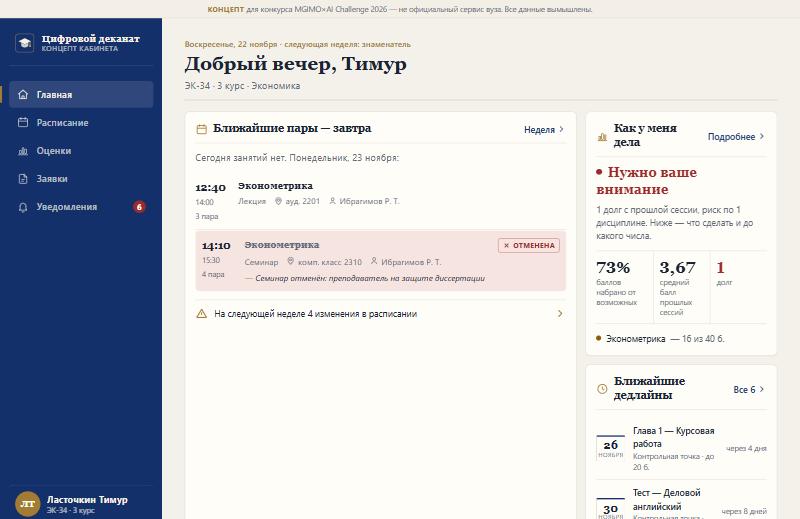 КОНЦЕПТ для конкурса MGIMO×AI Challenge 2026 — не официальный сервис вуза. Все данные вымышлены.
Цифровой деканат
КОНЦЕПТ КАБИНЕТА
Главная
Расписание
Оценки
Заявки
Уведомления 6
ЛТ
Ласточкин Тимур
ЭК-34 · 3 курс
Воскресенье, 22 ноября · следующая неделя: знаменатель
Добрый вечер, Тимур
ЭК-34 · 3 курс · Экономика
Ближайшие пары — завтра
Неделя
Сегодня занятий нет. Понедельник, 23 ноября:
12:40 Эконометрика
14:00 Лекция ауд. 2201 Ибрагимов Р. Т.
3 пара
14:10 Эконометрика × ОТМЕНЕНА
15:30 Семинар комп. класс 2310 Ибрагимов Р. Т.
4 пара — Семинар отменён: преподаватель на защите диссертации
На следующей неделе 4 изменения в расписании
Как у меня
дела
Подробнее
Нужно ваше
внимание
1 долг с прошлой сессии, риск по 1
дисциплине. Ниже — что сделать и до
какого числа.
73%
баллов
набрано от
возможных
3,67
средний
балл
прошлых
сессий
1
долг
Эконометрика — 16 из 40 б.
Ближайшие
дедлайны
Все 6
26
НОЯБРЯ
Глава 1 — Курсовая
работа
Контрольная точка · до
20 б.
через 4 дня
30
НОЯБРЯ
Тест — Деловой
английский
Контрольная точка · до
через 8 дней